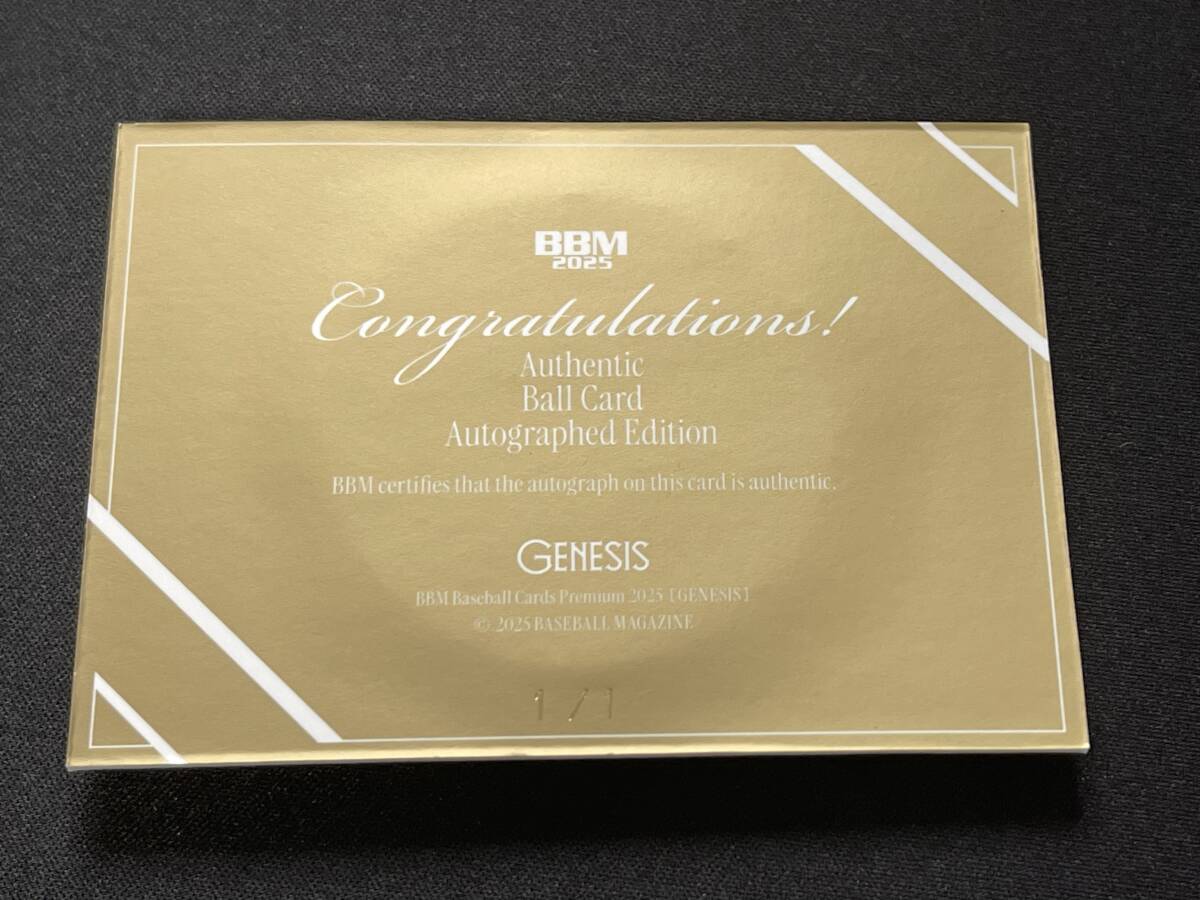 BBM
2025
Congratulations!
Authentic
Ball Card
Autographed Edition
BBM certifies that the autograph on this card is authentic.
GENESIS
BBM Baseball Cards Premium 2025 [GENESIS]
© 2025 BASEBALL MAGAZINE
1/1